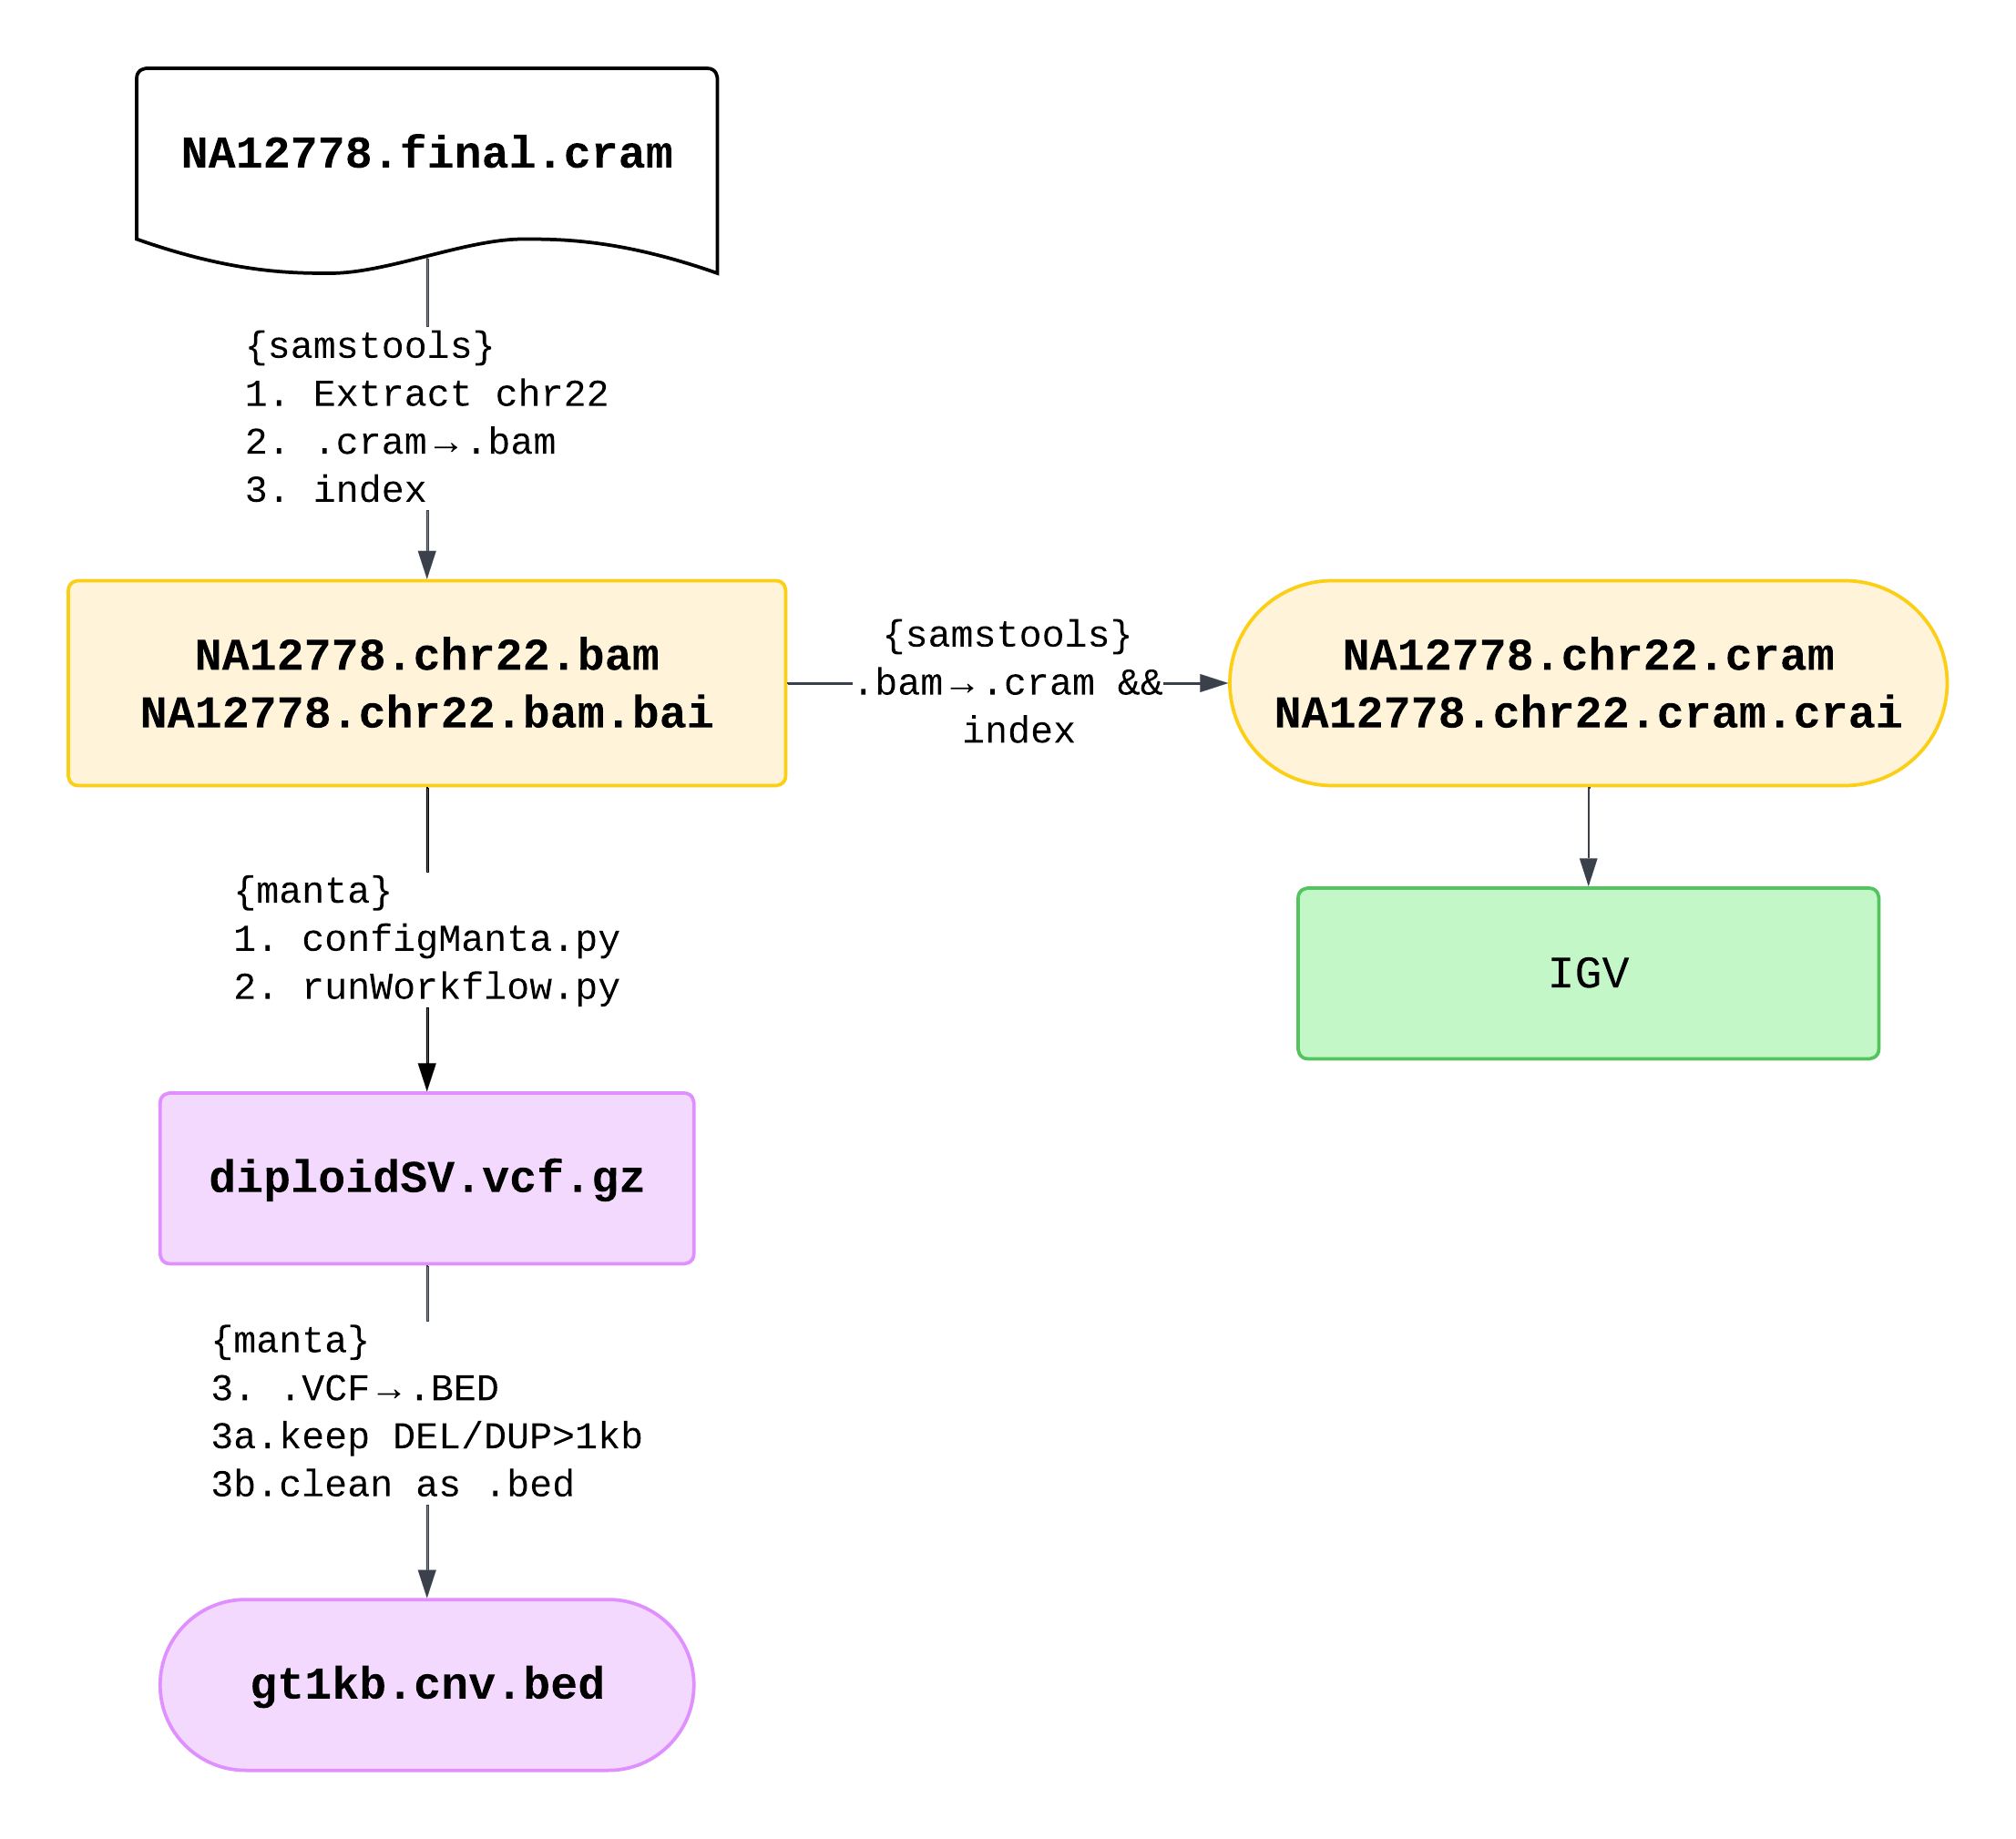 NA12778.final.cram
{samstools}
1. Extract chr22
2. .cram→.bam
3. index
NA12778.chr22.bam
NA12778.chr22.bam.bai
{samstools}
.bam→.cram &&
index
NA12778.chr22.cram
NA12778.chr22.cram.crai
{manta}
1. configManta.py
2. runWorkflow.py
IGV
diploidSV.vcf.gz
{manta}
3. .VCF→.BED
3a.keep DEL/DUP>1kb
3b.clean as .bed
gt1kb.cnv.bed